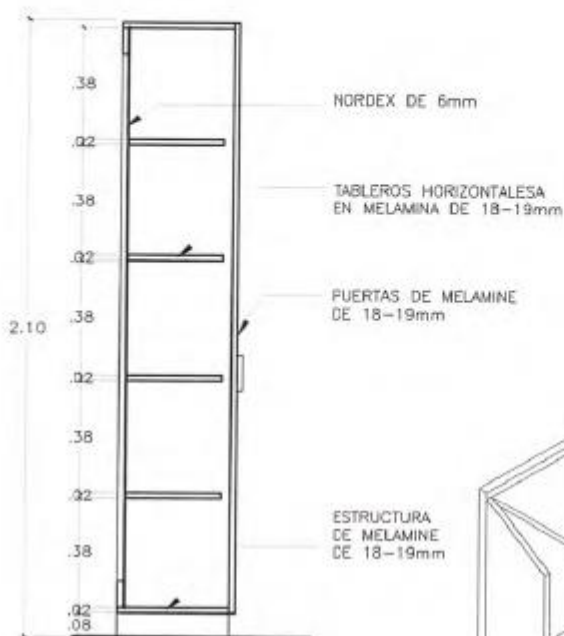 .38
NORDEX DE 6mm
.02
TABLEROS HORIZONTALESA
EN MELAMINA DE 18-19mm
.38
.02
PUERTAS DE MELAMINE
DE 18-19mm
2.10
.38
.02
.38
.02
ESTRUCTURA
DE MELAMINE
DE 18-19mm
.38
.02
.08